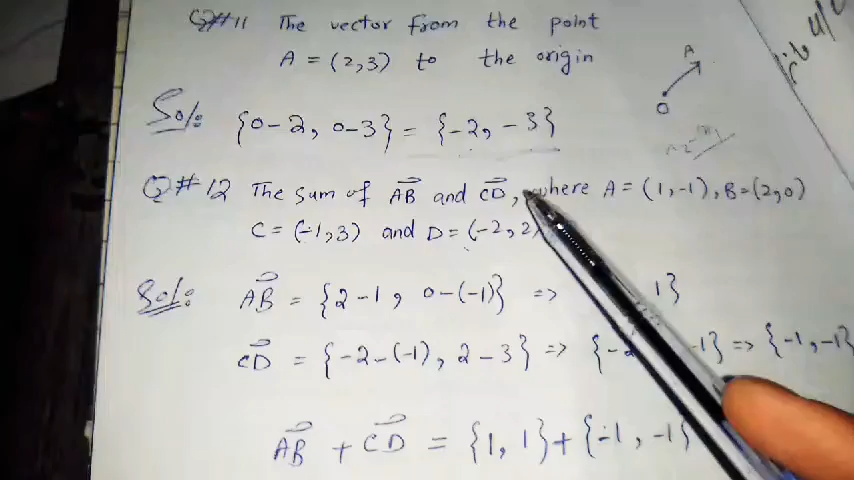 Q#11 The vector from the point
A = (2,3) to the origin
A
O
Sol: {0-2, 0-3} = {-2, -3}
Q#12 The sum of AB and CD, where A = (1,-1), B=(2,0)
C = (-1,3) and D = (-2,2
Sol: AB = {2-1, 0-(-1)} => 1}
CD = {-2-(-1), 2-3} => {-2 -1} => {-1,-1}
AB + CD = {1, 1} + {-1, -1}